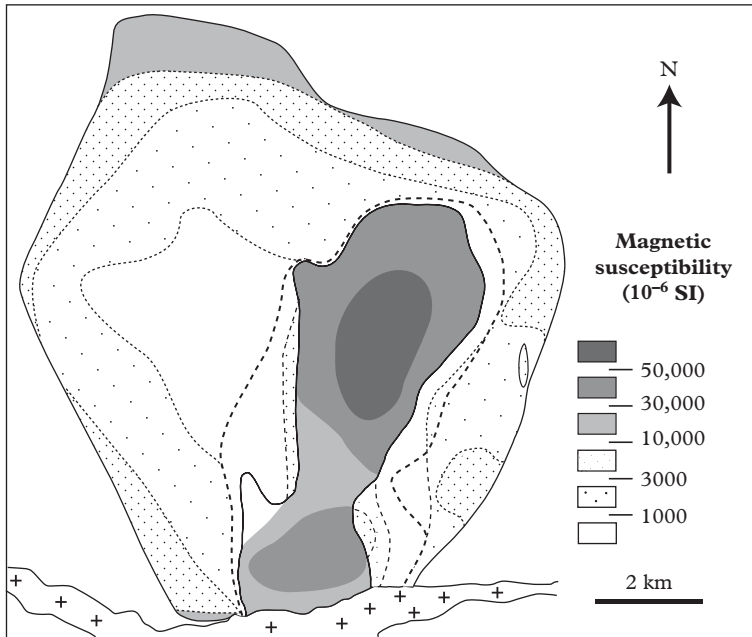 N
Magnetic
susceptibility
(10–6 SI)
50,000
30,000
10,000
3000
1000
2 km